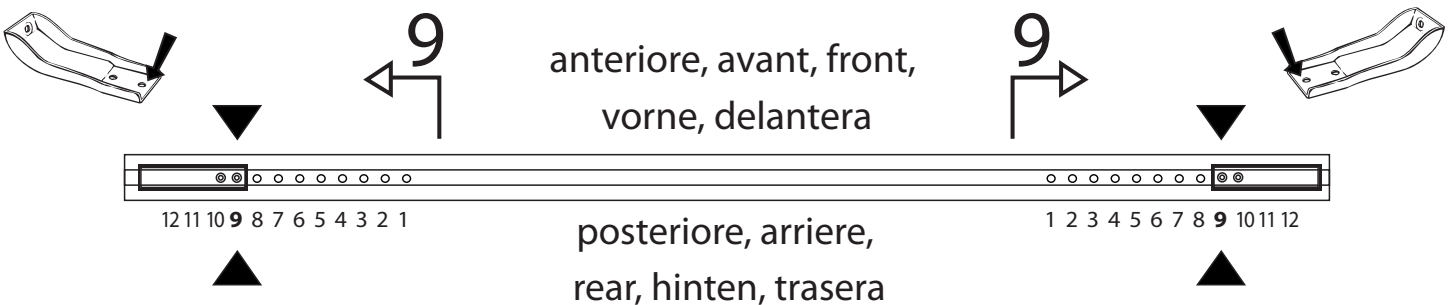 9
9
anteriore, avant, front,
vorne, delantera
12 11 10 9 8 7 6 5 4 3 2 1
1 2 3 4 5 6 7 8 9 10 11 12
posteriore, arriere,
rear, hinten, trasera